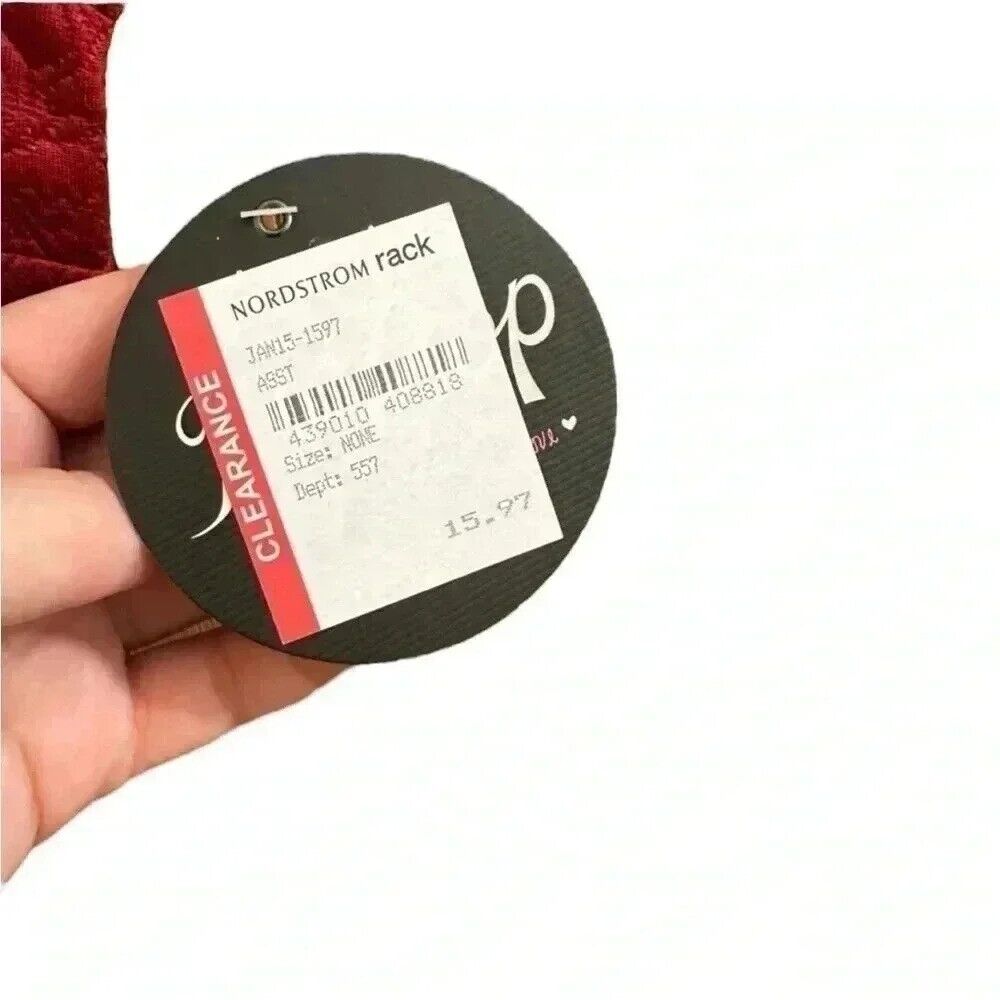 NORDSTROM rack
JAN15-1597
ASST
439010 408818
Size: NONE
Dept: 557
15.97
CLEARANCE